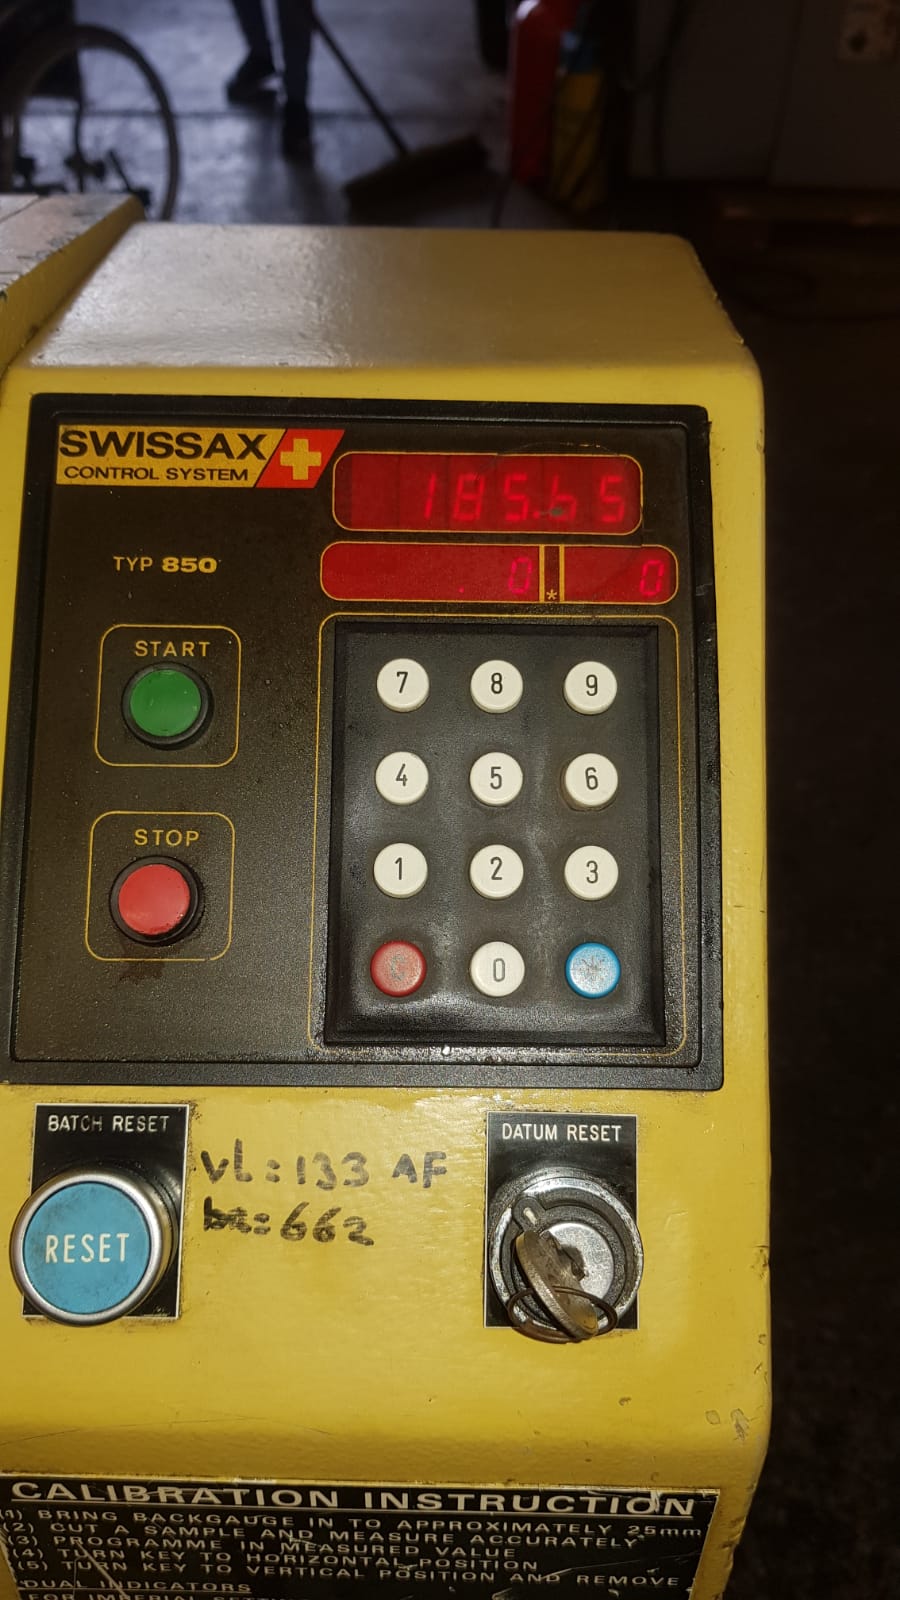 SWISSAX
CONTROL SYSTEM
185.65
TYP 850
. 0 * 0
START
7 8 9
4 5 6
STOP
1 2 3
C 0 *
BATCH RESET
DATUM RESET
RESET
VL=133 AF
=662
CALIBRATION INSTRUCTION
(1) BRING BACKGAUGE IN TO APPROXIMATELY 25mm
(2) CUT A SAMPLE AND MEASURE ACCURATELY
(3) PROGRAMME IN MEASURED VALUE
(4) TURN KEY TO HORIZONTAL POSITION
(5) TURN KEY TO VERTICAL POSITION AND REMOVE
DUAL INDICATORS
FOR IMPERIAL